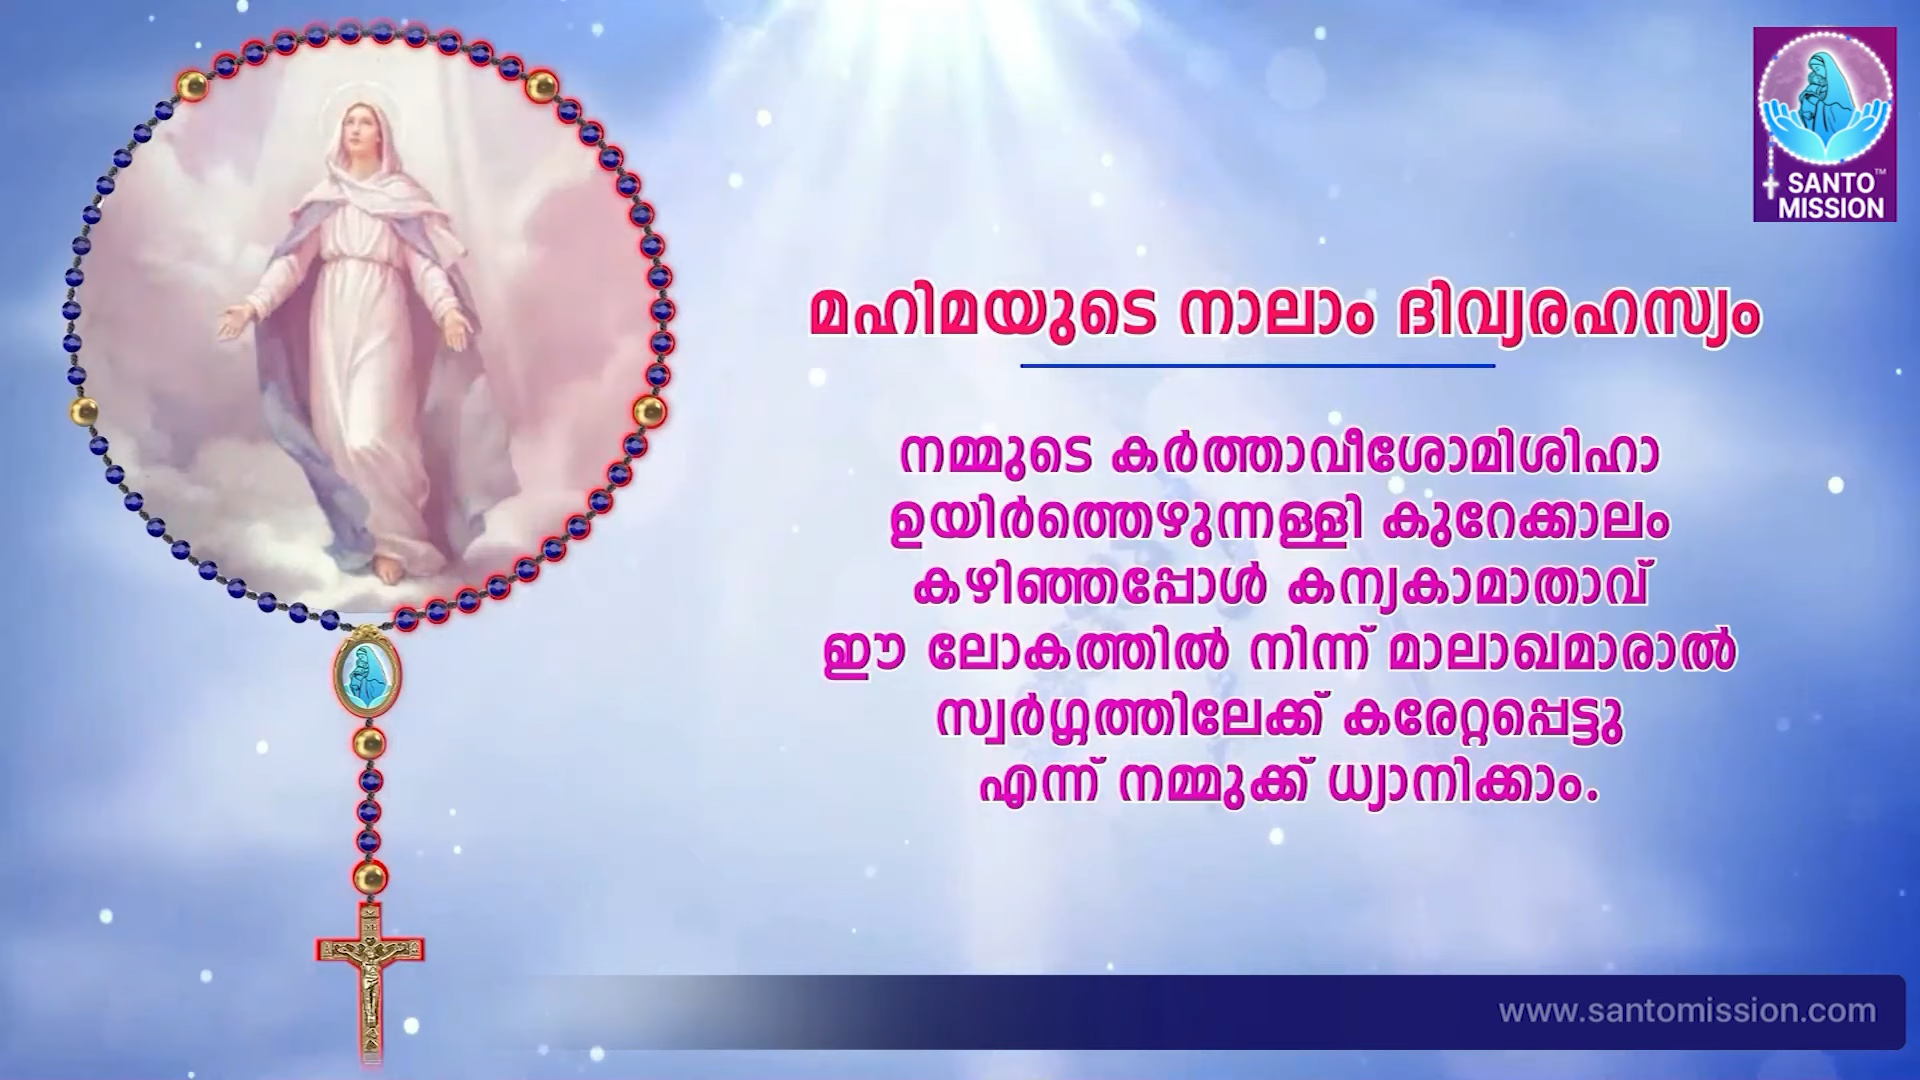 SANTO™
MISSION
മഹിമയുടെ നാലാം ദിവ്യരഹസ്യം
നമ്മുടെ കർത്താവീശോമിശിഹാ
ഉയിർത്തെഴുന്നള്ളി കുറേക്കാലം
കഴിഞ്ഞപ്പോൾ കന്യകാമാതാവ്
ഈ ലോകത്തിൽ നിന്ന് മാലാഖമാരാൽ
സ്വർഗ്ഗത്തിലേക്ക് കരേറ്റപ്പെട്ടു
എന്ന് നമ്മുക്ക് ധ്യാനിക്കാം.
www.santomission.com